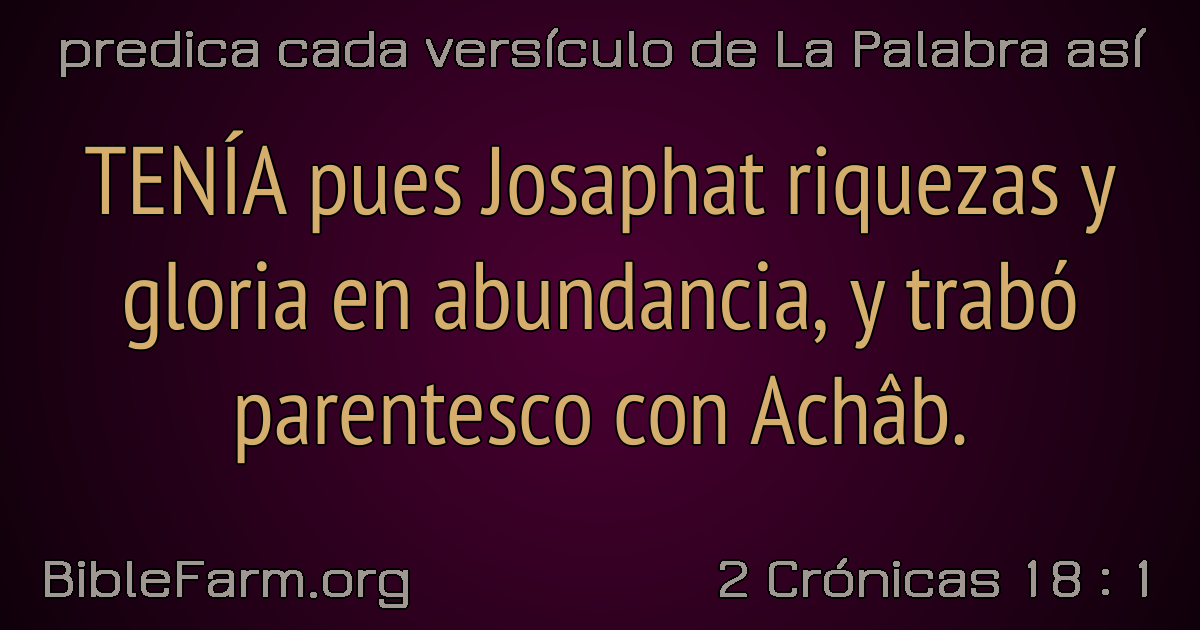 predica cada versículo de La Palabra así
TENÍA pues Josaphat riquezas y
gloria en abundancia, y trabó
parentesco con Achâb.
BibleFarm.org
2 Crónicas 18 : 1